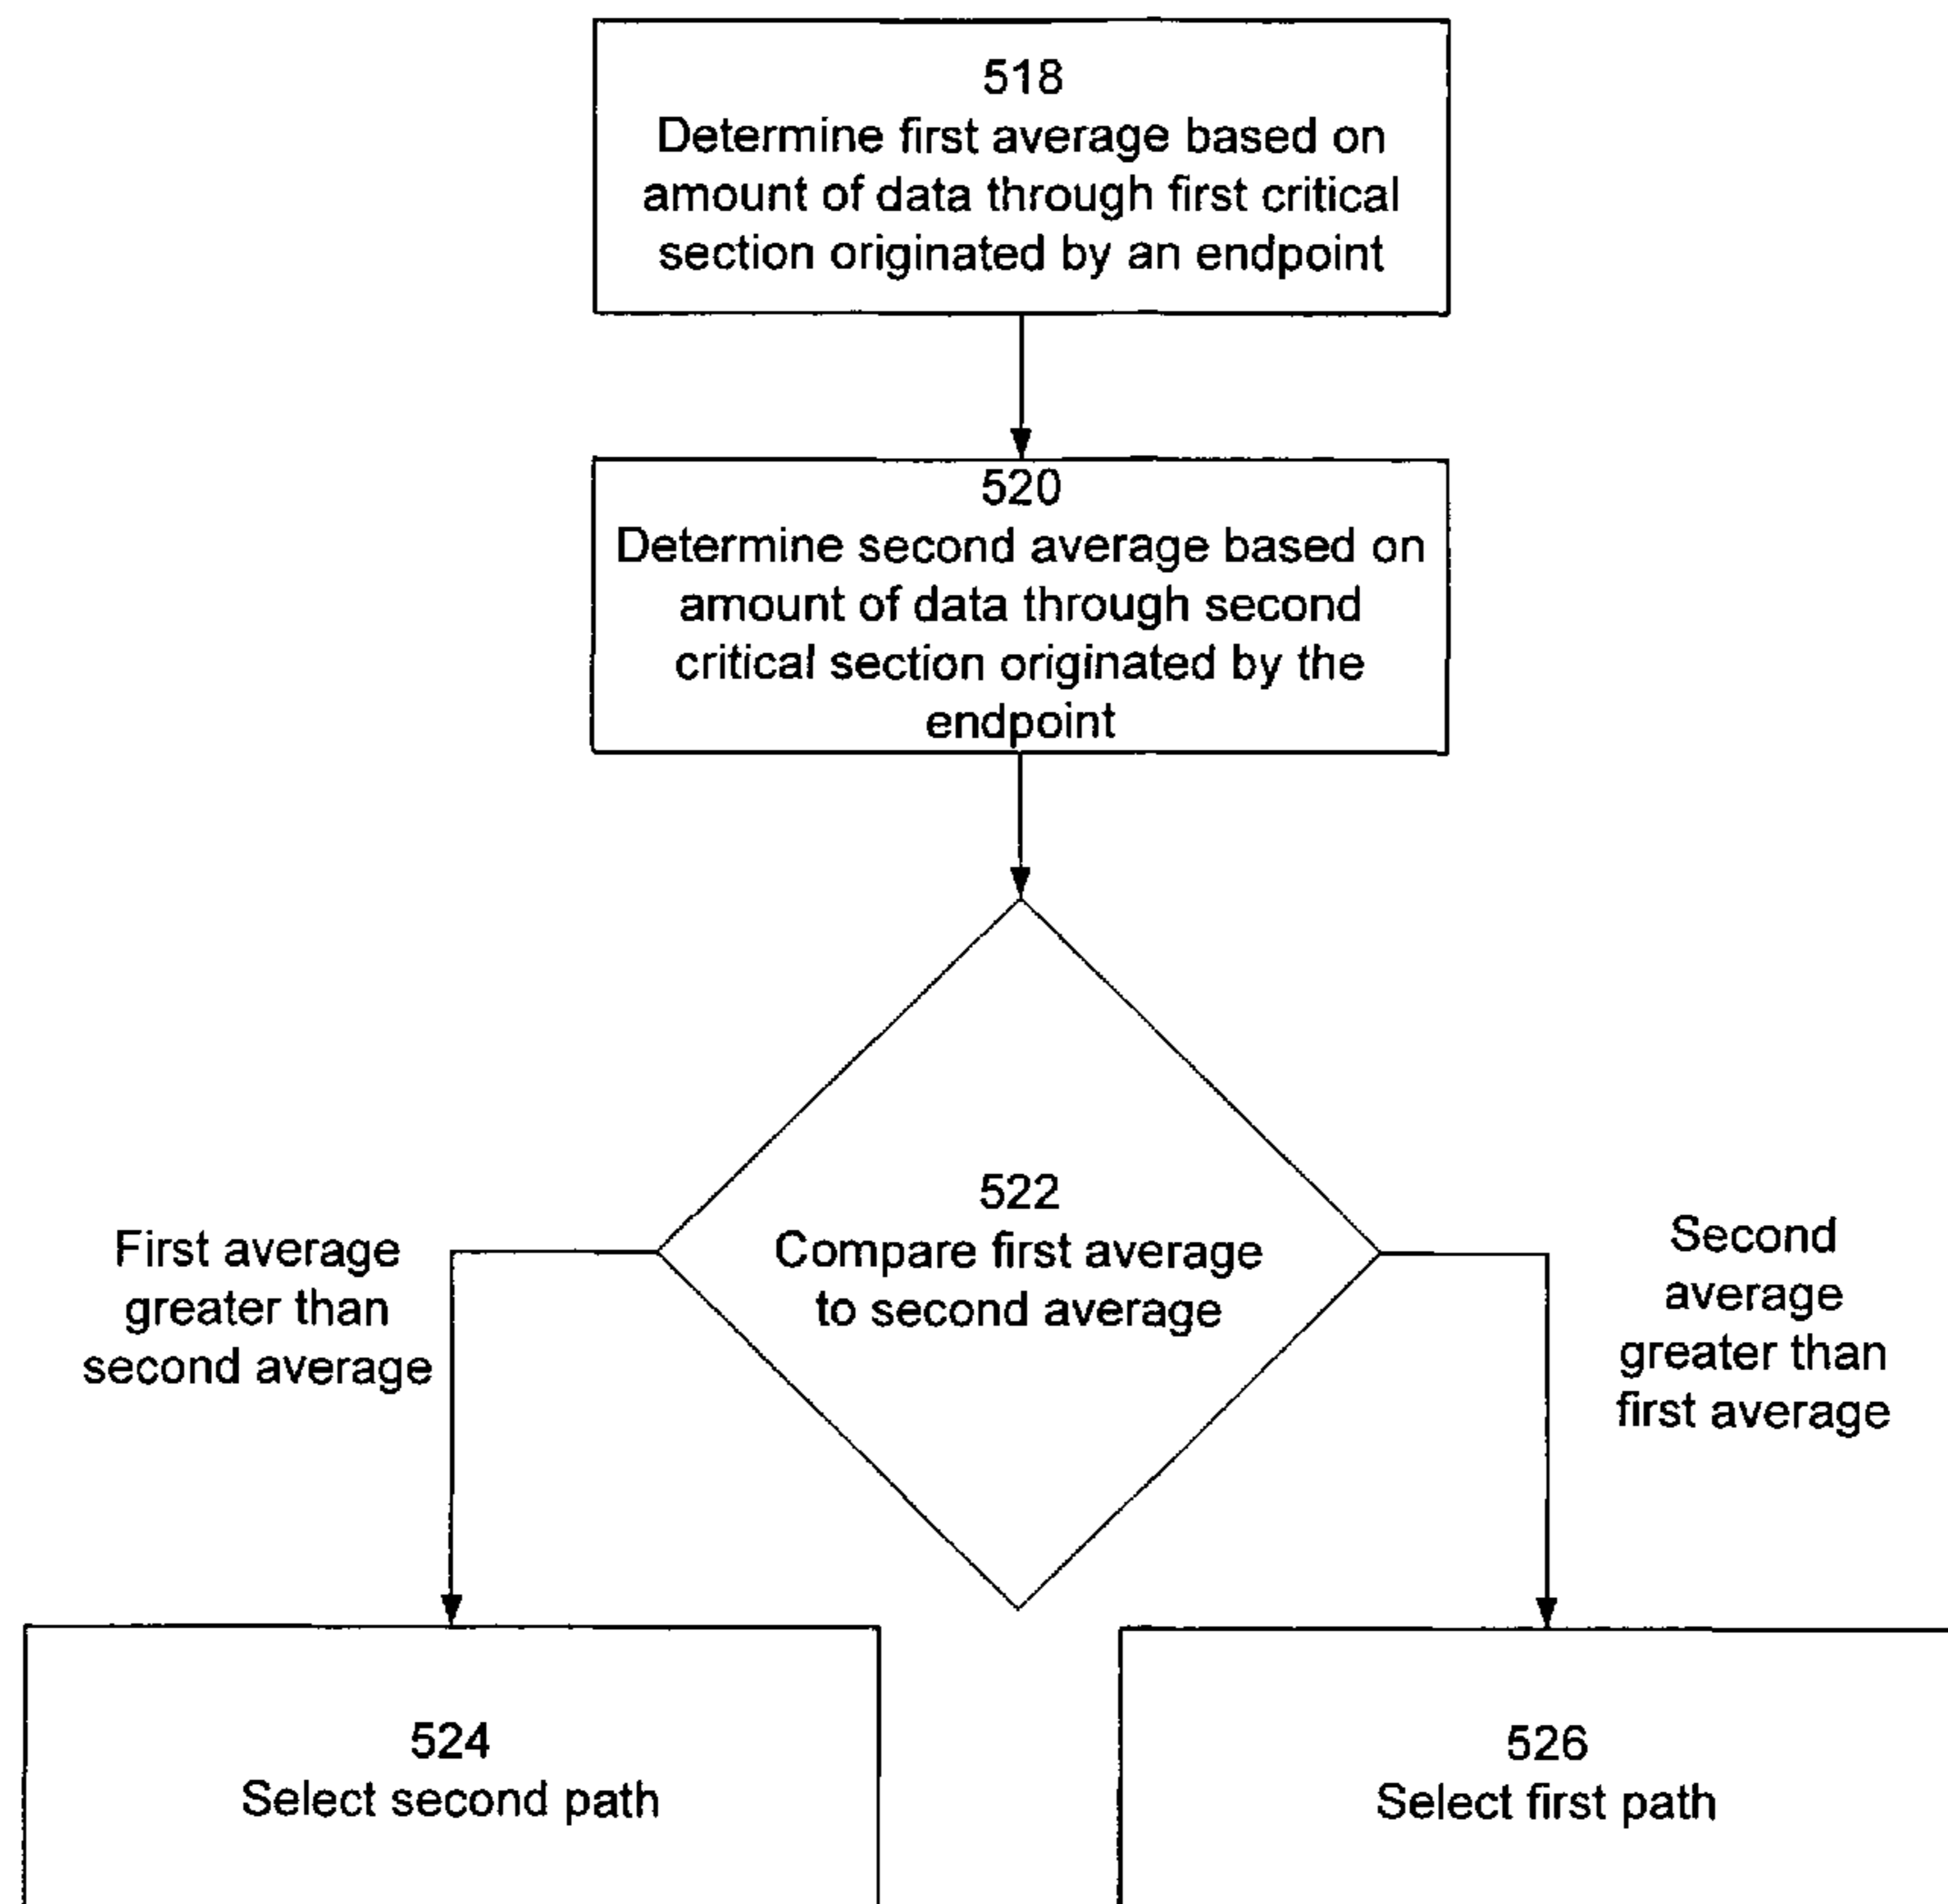 518
Determine first average based on
amount of data through first critical
section originated by an endpoint
520
Determine second average based on
amount of data through second
critical section originated by the
endpoint
522
Compare first average
to second average
First average
greater than
second average
Second
average
greater than
first average
524
Select second path
526
Select first path